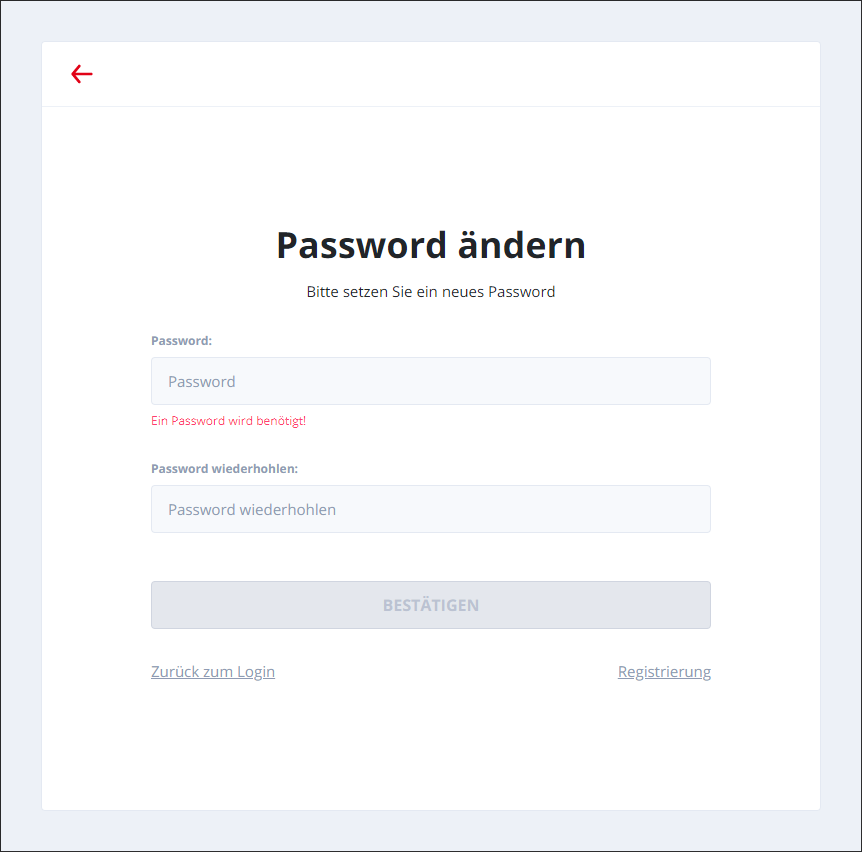 Password ändern
Bitte setzen Sie ein neues Password
Password:
Password
Ein Password wird benötigt!
Password wiederhohlen:
Password wiederhohlen
BESTÄTIGEN
Zurück zum Login
Registrierung